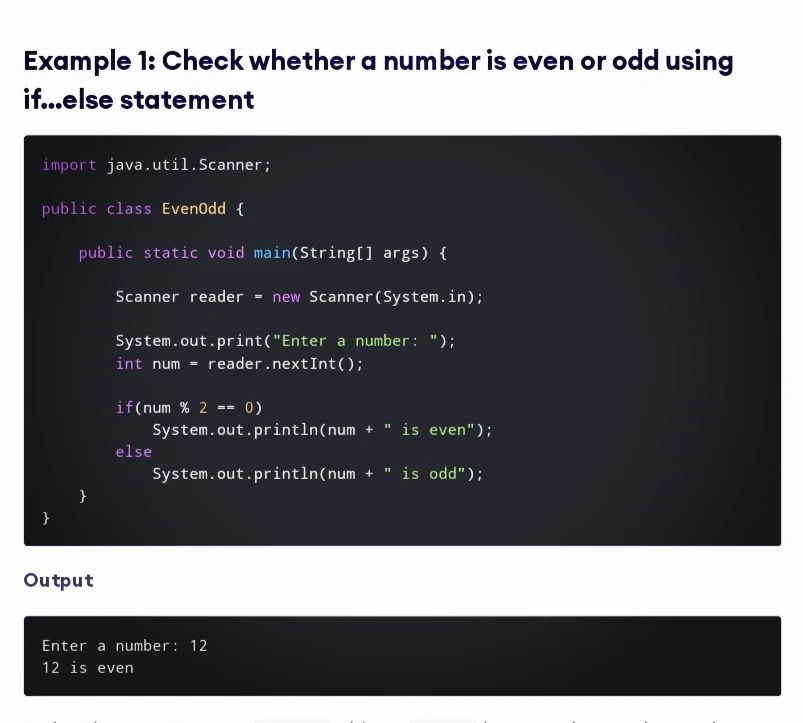 Example 1: Check whether a number is even or odd using
if...else statement
import java.util.Scanner;
public class EvenOdd {
    public static void main(String[] args) {
        Scanner reader = new Scanner(System.in);
        System.out.print("Enter a number: ");
        int num = reader.nextInt();
        if(num % 2 == 0)
            System.out.println(num + " is even");
        else
            System.out.println(num + " is odd");
    }
}
Output
Enter a number: 12
12 is even